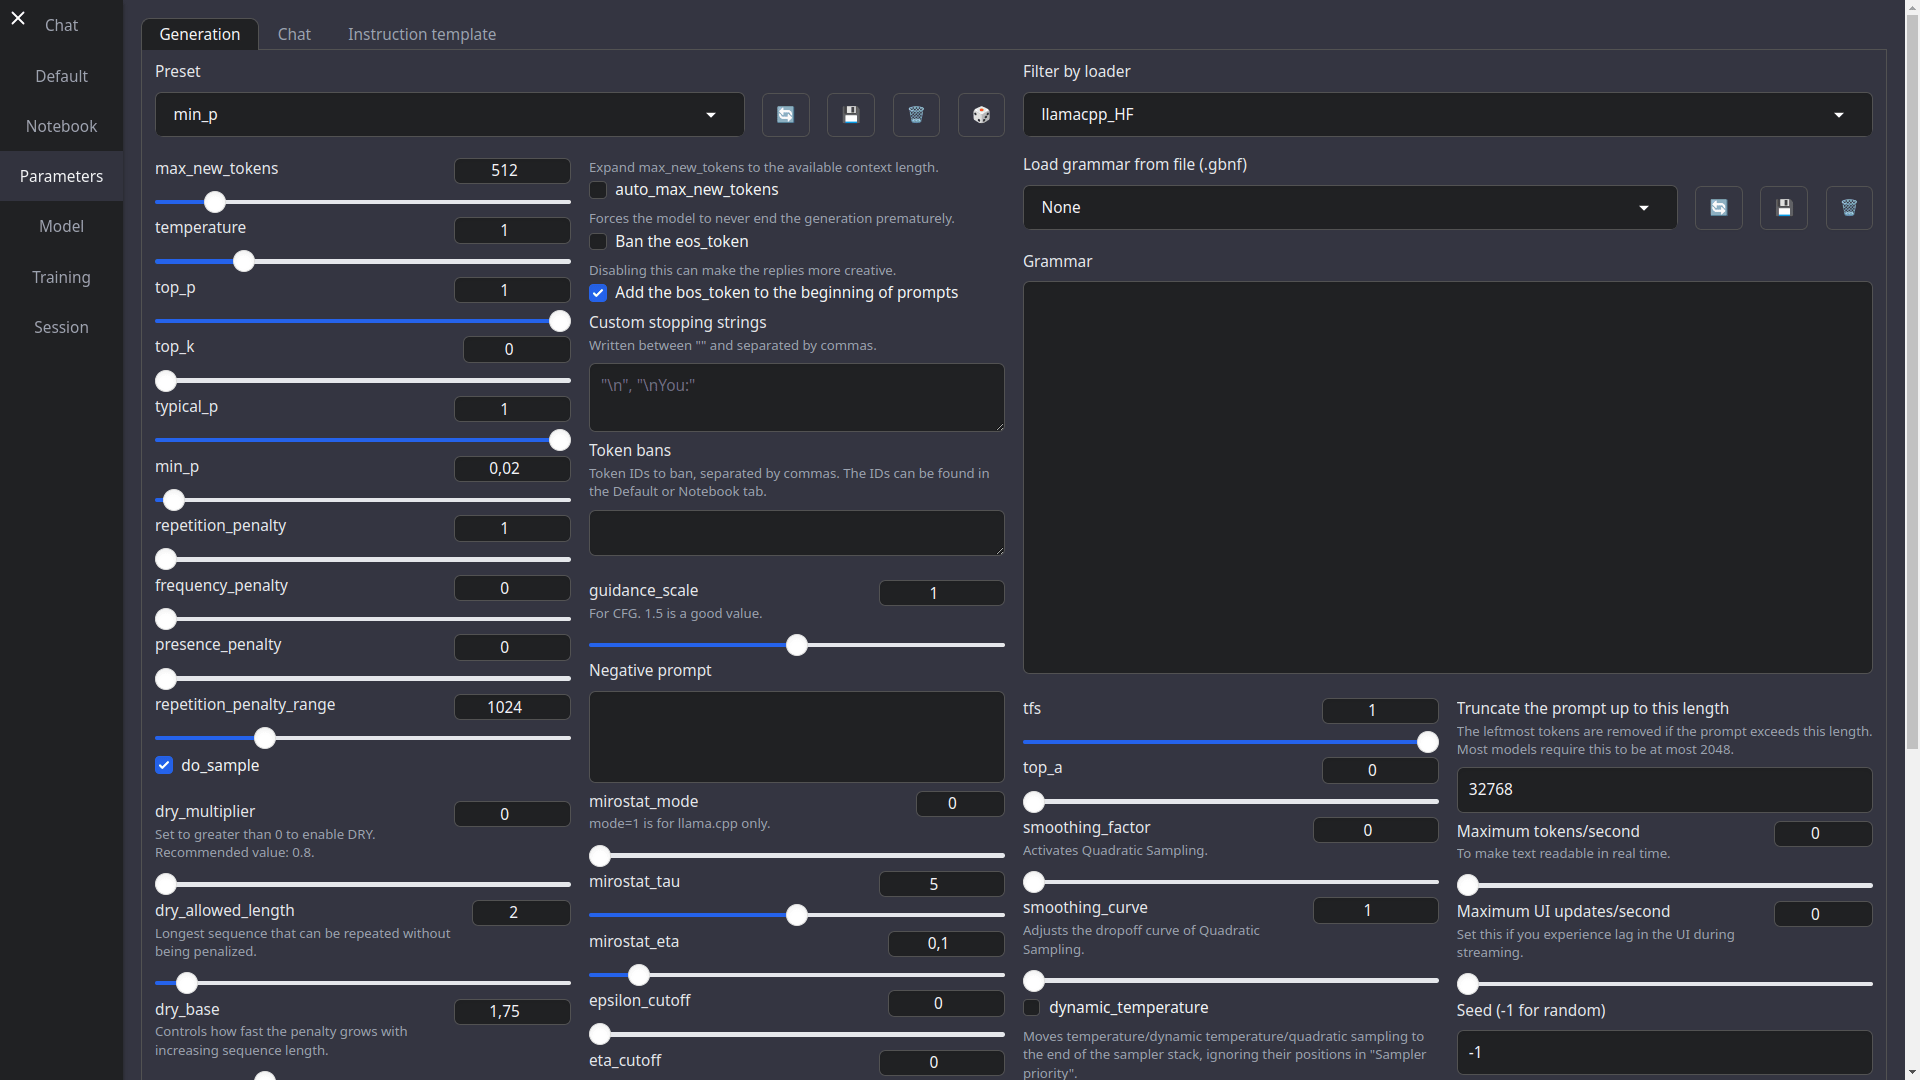 Chat
Default
Notebook
Parameters
Model
Training
Session
Generation
Chat
Instruction template
Preset
min_p
max_new_tokens
512
temperature
1
top_p
1
top_k
0
typical_p
1
min_p
0,02
repetition_penalty
1
frequency_penalty
0
presence_penalty
0
repetition_penalty_range
1024
do_sample
dry_multiplier
0
Set to greater than 0 to enable DRY.
Recommended value: 0.8.
dry_allowed_length
2
Longest sequence that can be repeated without
being penalized.
dry_base
1,75
Controls how fast the penalty grows with
increasing sequence length.
Expand max_new_tokens to the available context length.
auto_max_new_tokens
Forces the model to never end the generation prematurely.
Ban the eos_token
Disabling this can make the replies more creative.
Add the bos_token to the beginning of prompts
Custom stopping strings
Written between "" and separated by commas.
"\n", "\nYou:"
Token bans
Token IDs to ban, separated by commas. The IDs can be found in
the Default or Notebook tab.
guidance_scale
1
For CFG. 1.5 is a good value.
Negative prompt
mirostat_mode
0
mode=1 is for llama.cpp only.
mirostat_tau
5
mirostat_eta
0,1
epsilon_cutoff
0
eta_cutoff
0
Filter by loader
llamacpp_HF
Load grammar from file (.gbnf)
None
Grammar
tfs
1
top_a
0
smoothing_factor
0
Activates Quadratic Sampling.
smoothing_curve
1
Adjusts the dropoff curve of Quadratic
Sampling.
dynamic_temperature
Moves temperature/dynamic temperature/quadratic sampling to
the end of the sampler stack, ignoring their positions in "Sampler
priority".
Truncate the prompt up to this length
The leftmost tokens are removed if the prompt exceeds this length.
Most models require this to be at most 2048.
32768
Maximum tokens/second
0
To make text readable in real time.
Maximum UI updates/second
0
Set this if you experience lag in the UI during
streaming.
Seed (-1 for random)
-1